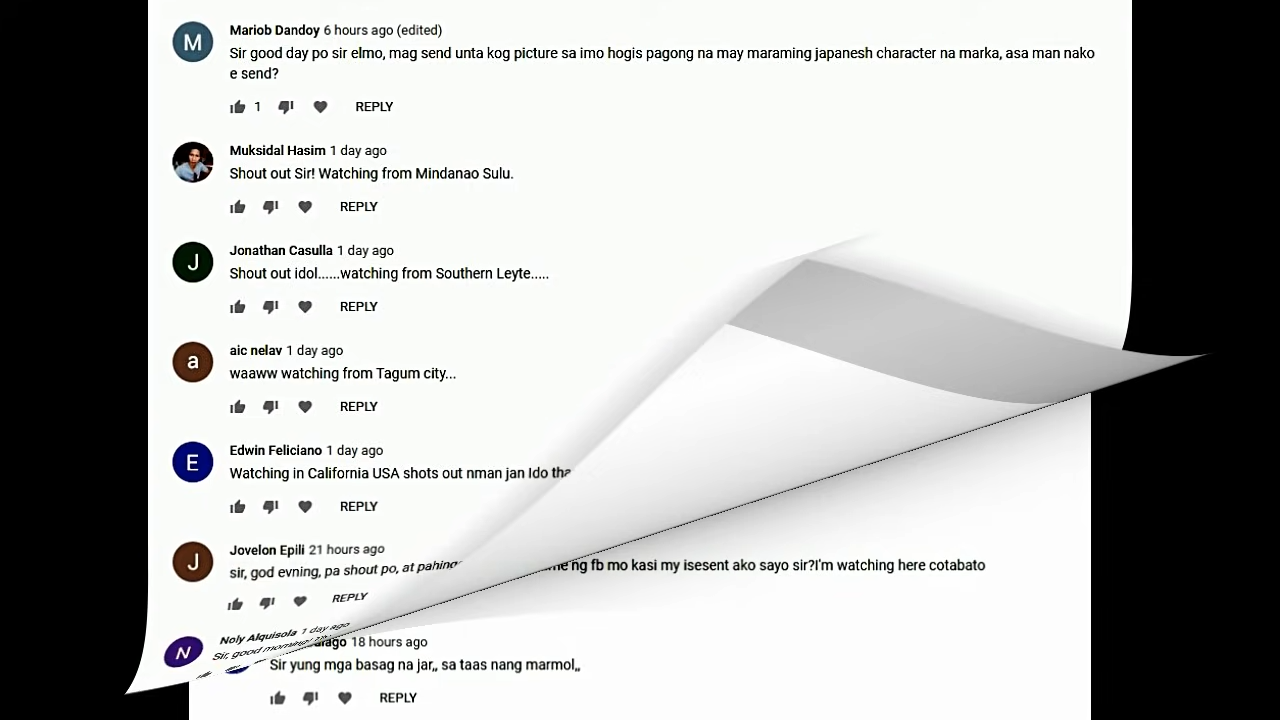 M
Mariob Dandoy 6 hours ago (edited)
Sir good day po sir elmo, mag send unta kog picture sa imo hogis pagong na may maraming japanesh character na marka, asa man nako
e send?
1 REPLY
Muksidal Hasim 1 day ago
Shout out Sir! Watching from Mindanao Sulu.
REPLY
J
Jonathan Casulla 1 day ago
Shout out idol......watching from Southern Leyte.....
REPLY
a
aic nelav 1 day ago
waaww watching from Tagum city...
REPLY
E
Edwin Feliciano 1 day ago
Watching in California USA shots out nman jan Ido tha
REPLY
J
Jovelon Epili 21 hours ago
sir, god evning, pa shout po, at pahing
ng fb mo kasi my isesent ako sayo sir?I'm watching here cotabato
REPLY
N
Noly Alquisola 1 day ago
Sir, good morning!
18 hours ago
Sir yung mga basag na jar,, sa taas nang marmol,,
REPLY